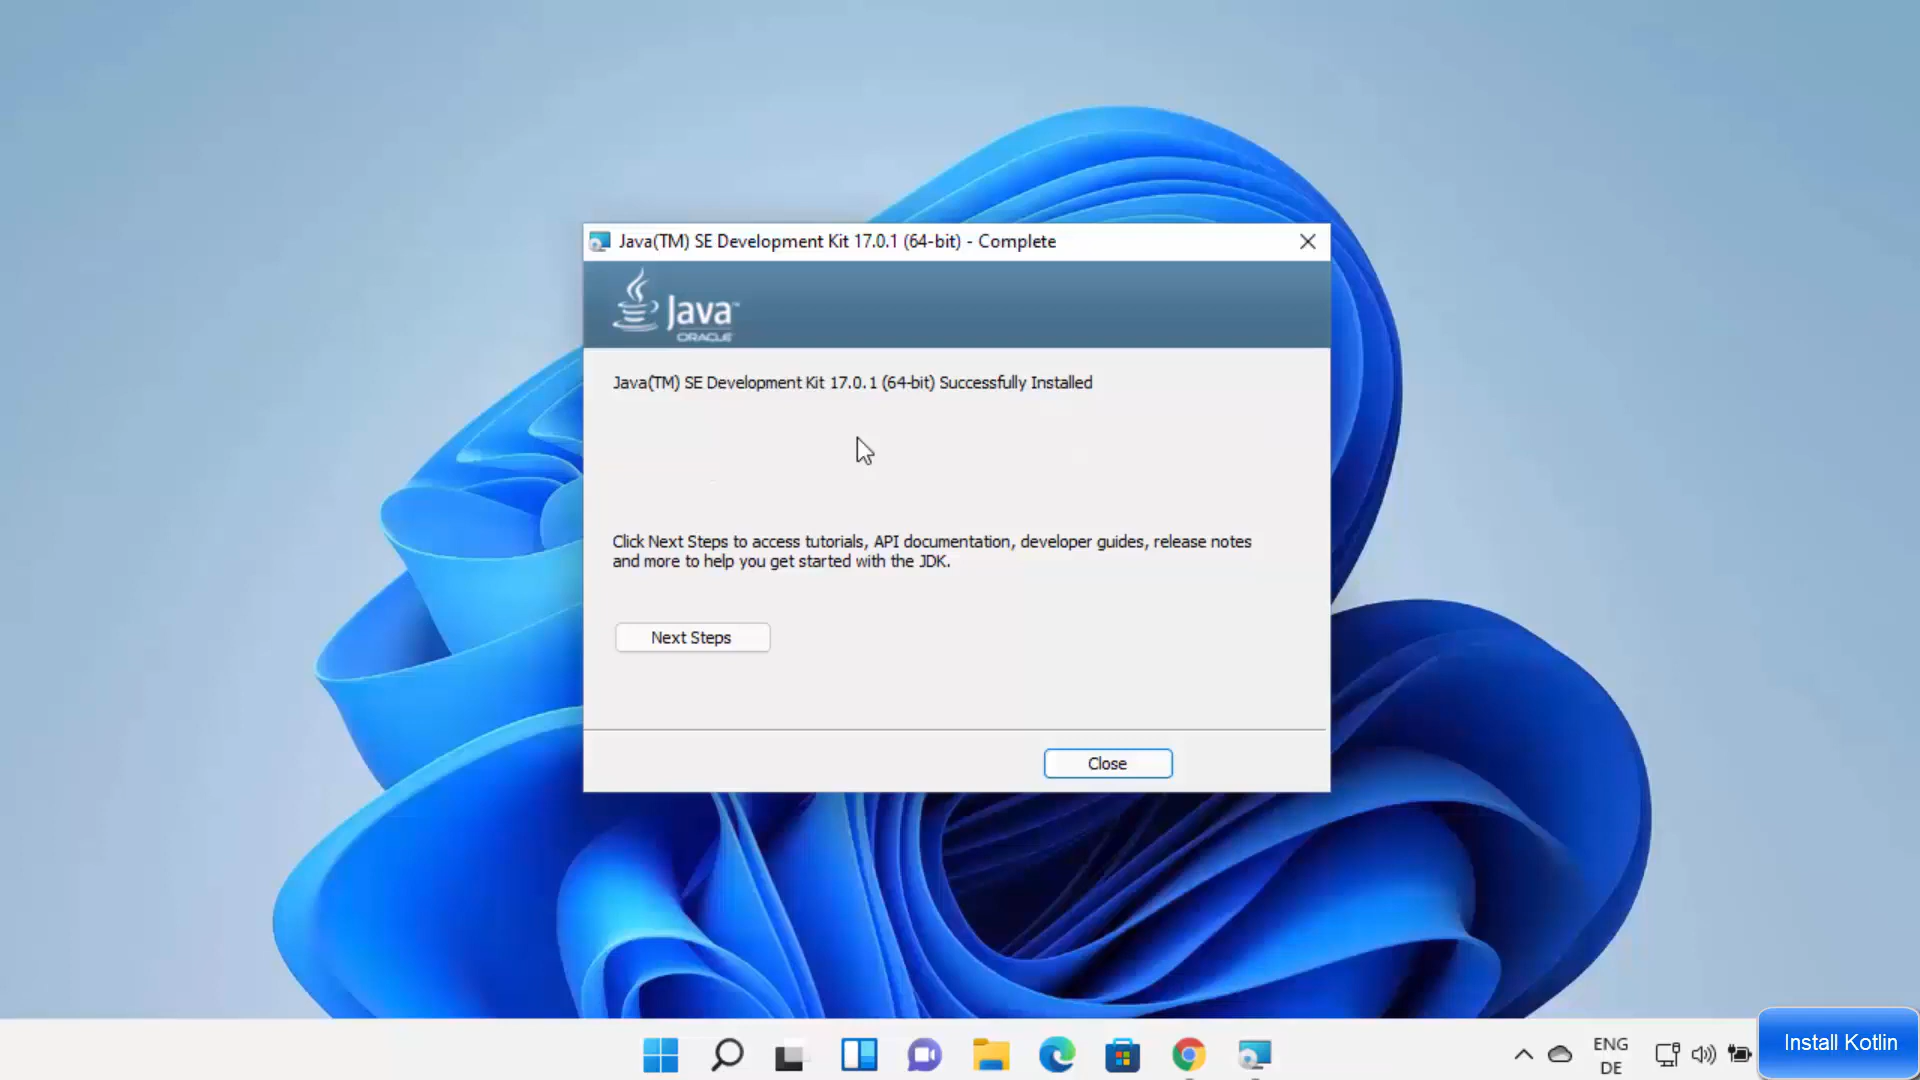 Java(TM) SE Development Kit 17.0.1 (64-bit) - Complete
Java™
ORACLE
Java(TM) SE Development Kit 17.0.1 (64-bit) Successfully Installed
Click Next Steps to access tutorials, API documentation, developer guides, release notes
and more to help you get started with the JDK.
Next Steps
Close
ENG
DE
Install Kotlin